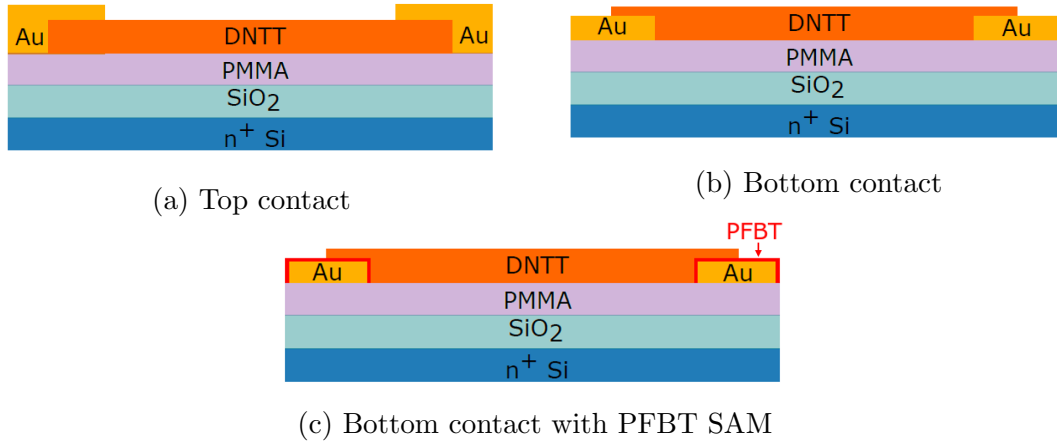 Au DNTT Au
PMMA
SiO₂
n⁺ Si
(a) Top contact
Au DNTT Au
PMMA
SiO₂
n⁺ Si
(b) Bottom contact
PFBT
Au DNTT Au
PMMA
SiO₂
n⁺ Si
(c) Bottom contact with PFBT SAM